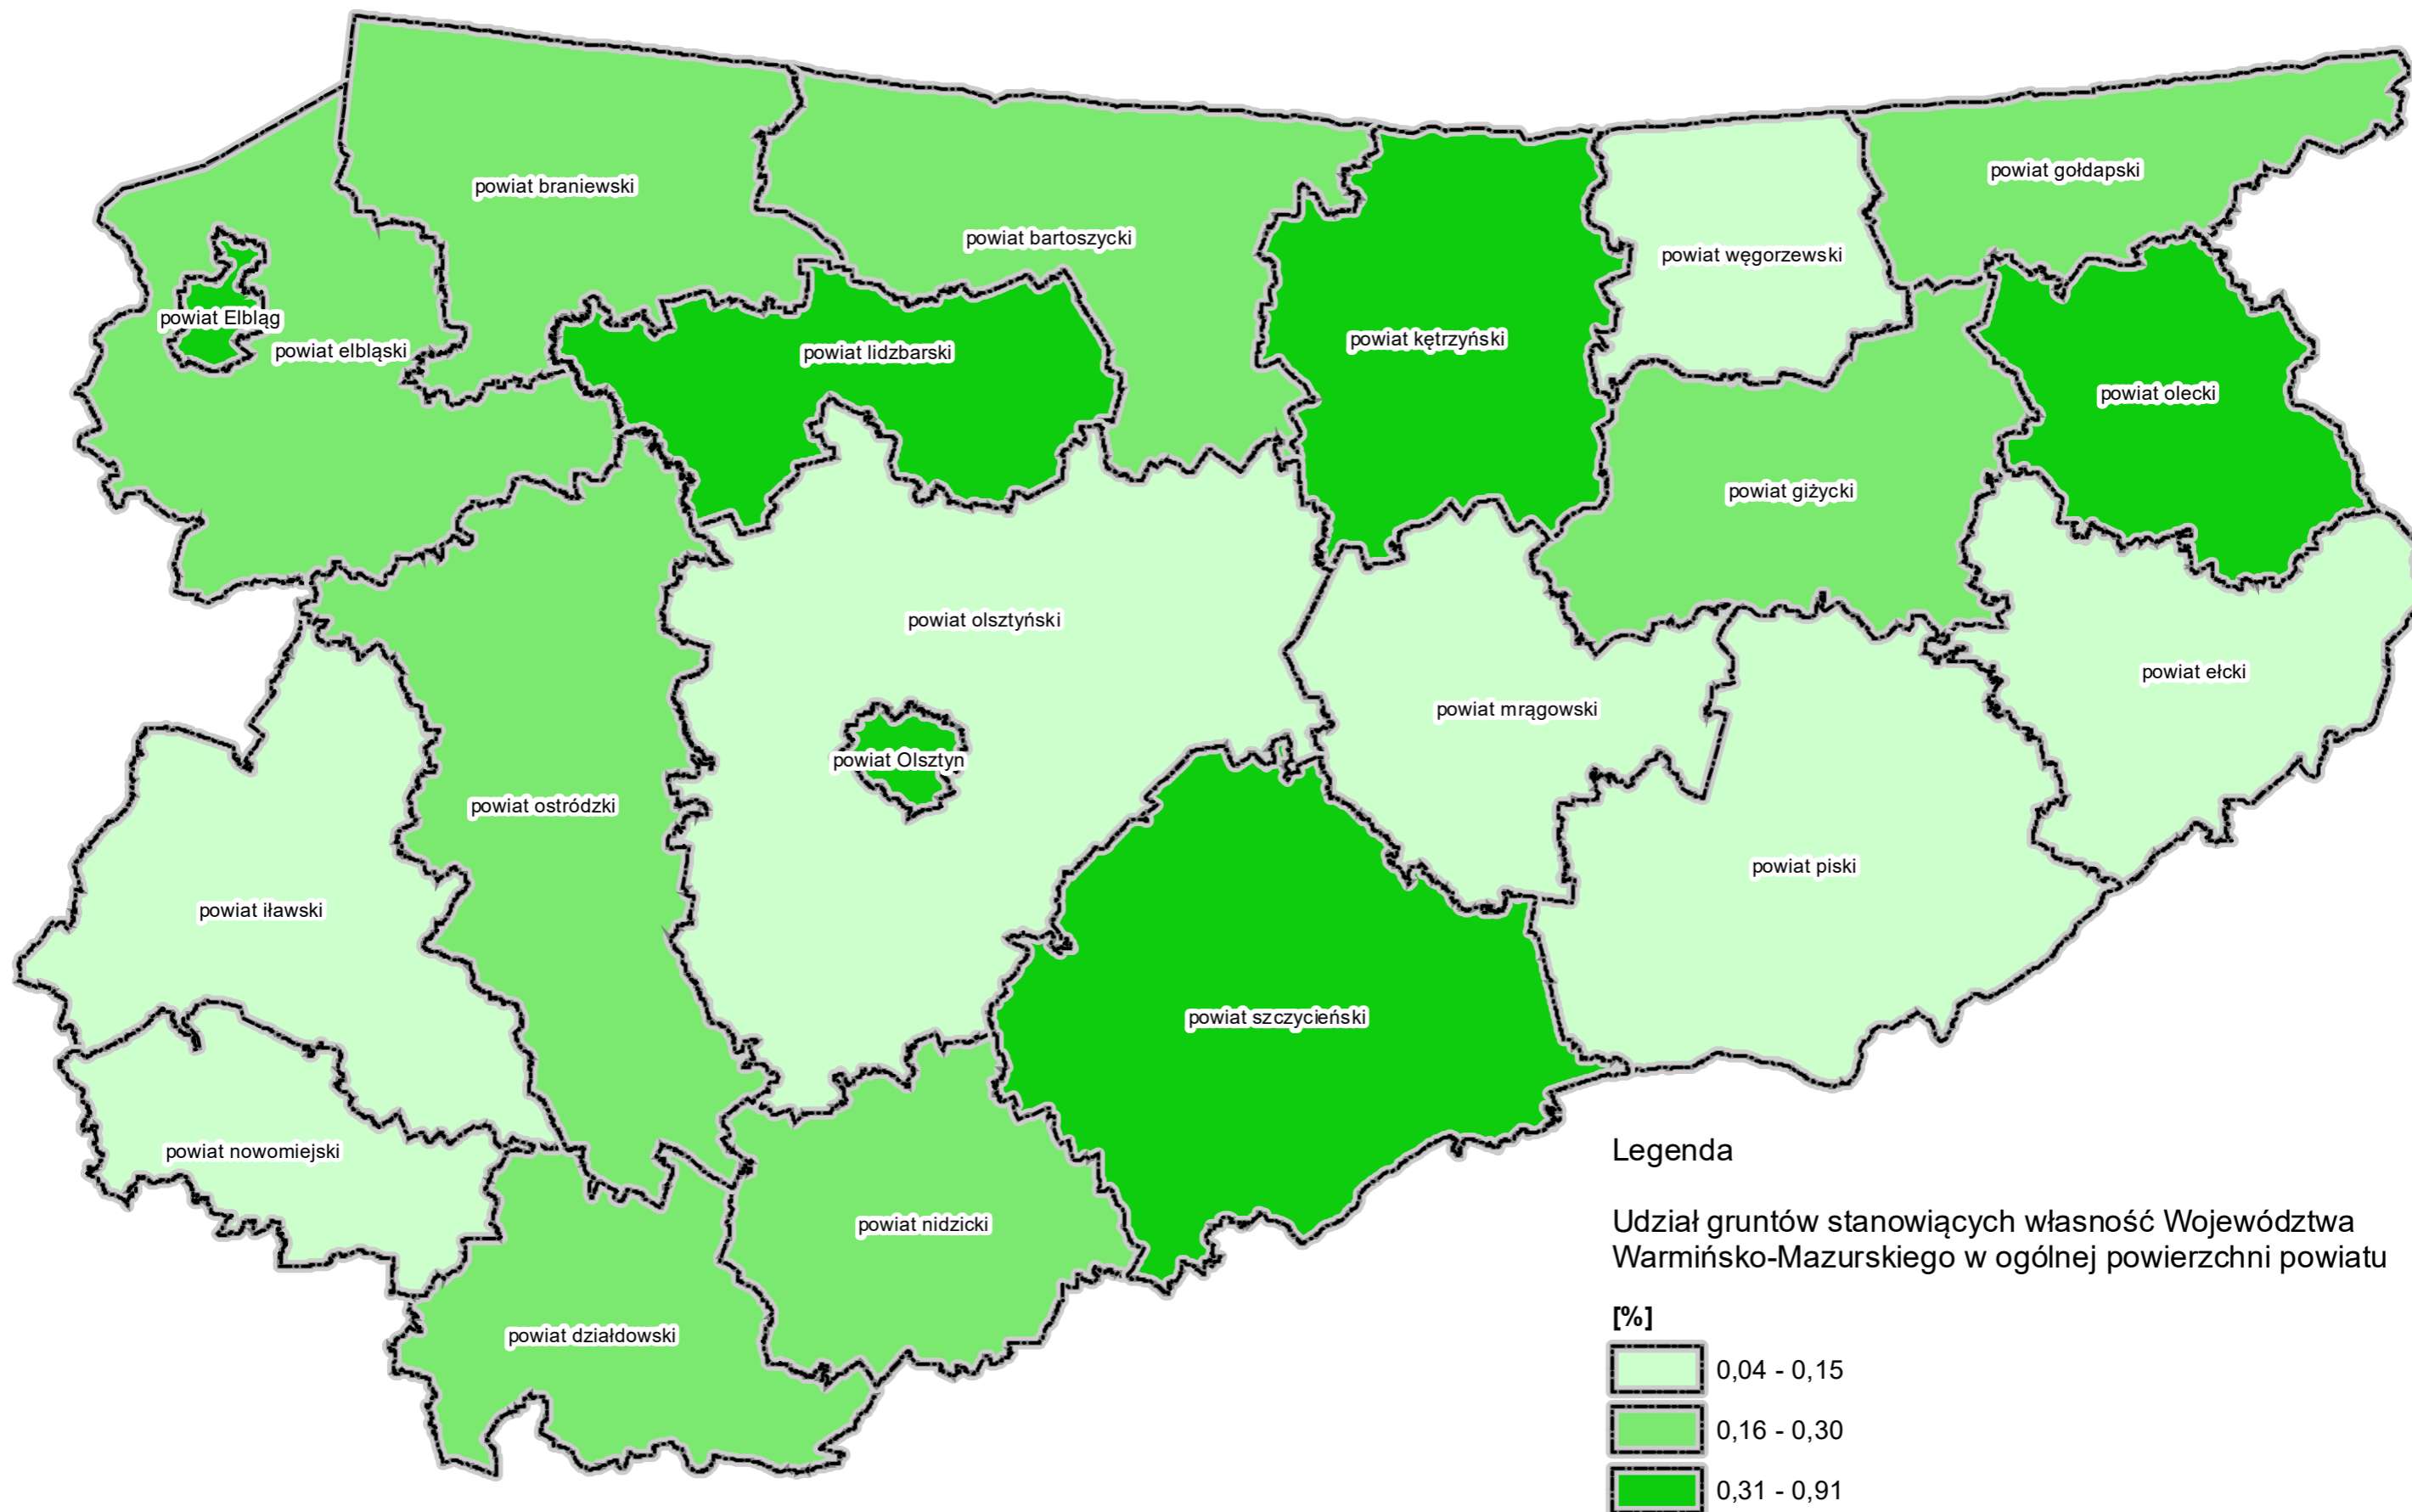 powiat gołdapski
powiat braniewski
powiat bartoszycki
powiat węgorzewski
powiat Elbląg
powiat kętrzyński
powiat elbląski
powiat lidzbarski
powiat olecki
powiat giżycki
powiat olsztyński
powiat ełcki
powiat mrągowski
powiat Olsztyn
powiat ostródzki
powiat piski
powiat iławski
powiat szczycieński
powiat nowomiejski
powiat nidzicki
powiat działdowski
Legenda
Udział gruntów stanowiących własność Województwa
Warmińsko-Mazurskiego w ogólnej powierzchni powiatu
[%]
0,04 - 0,15
0,16 - 0,30
0,31 - 0,91